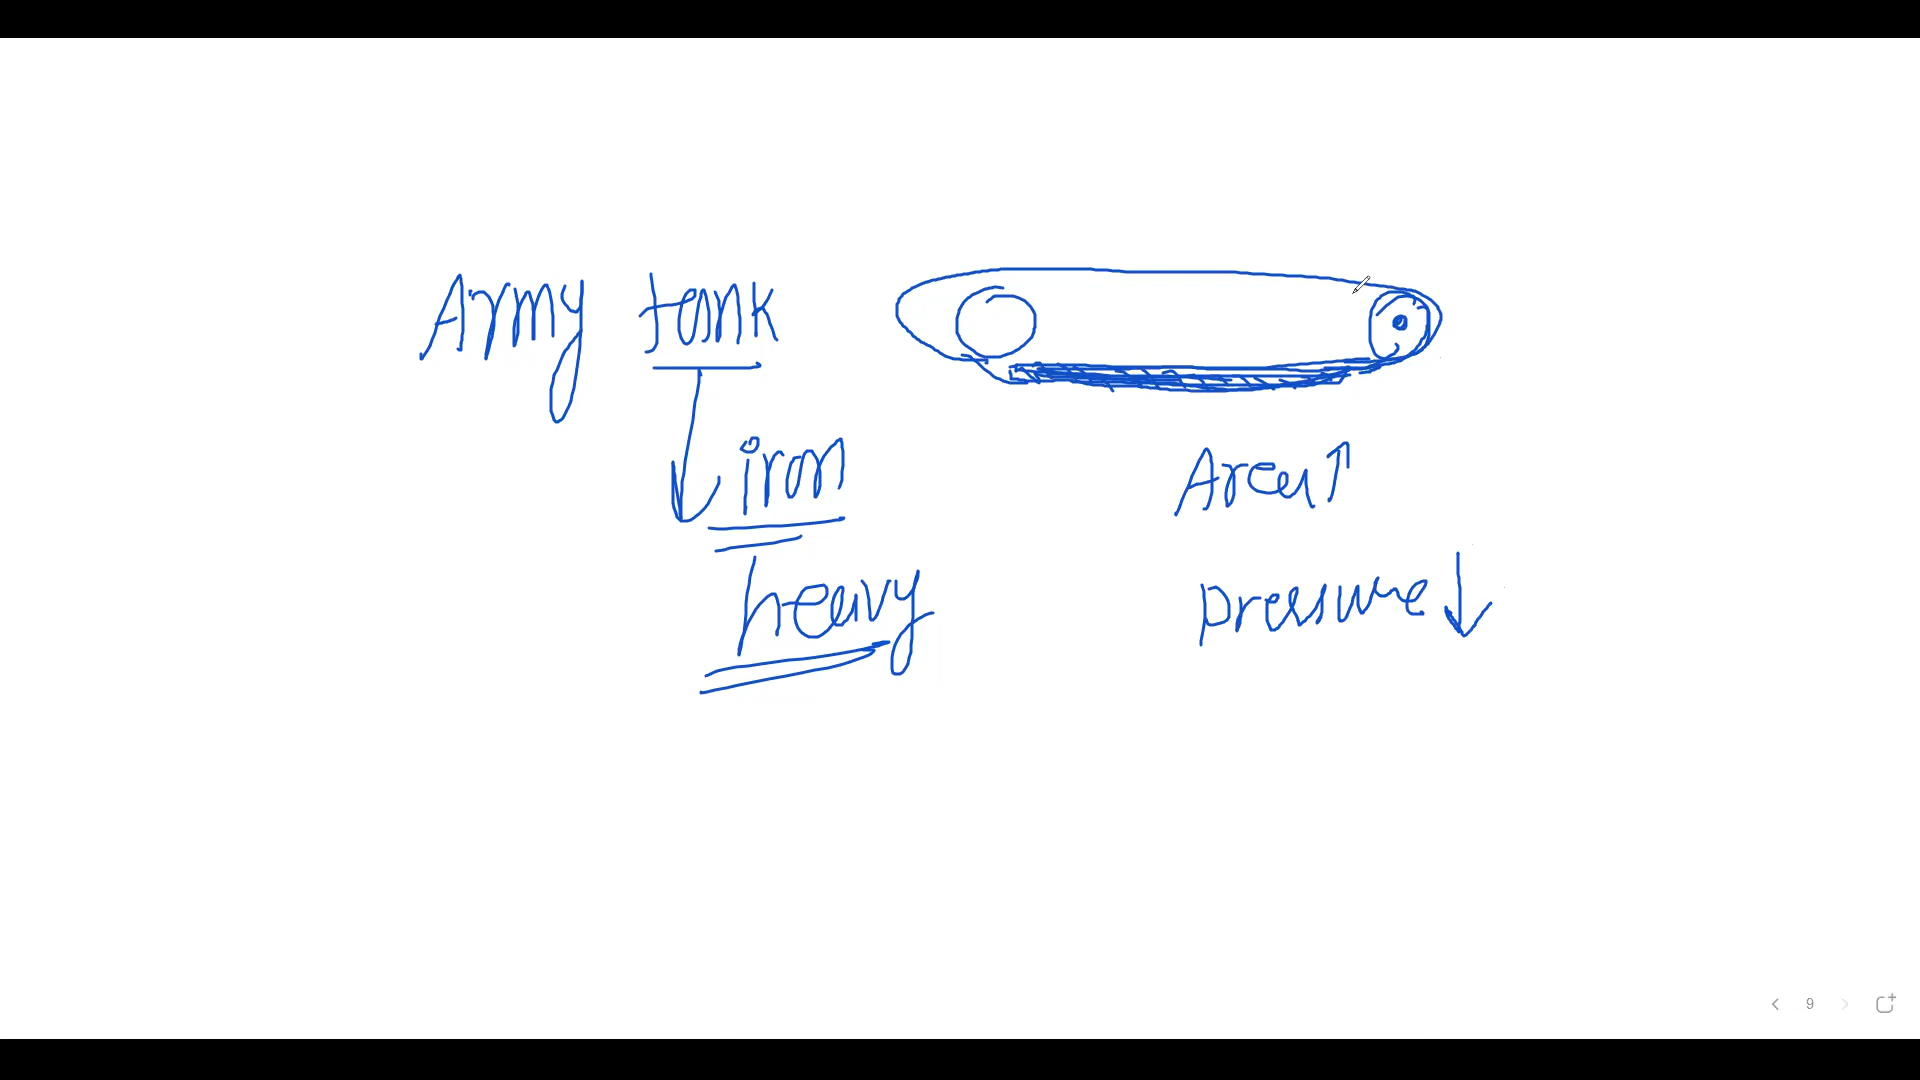 Army tank
iron
heavy
Area ↑
pressure ↓
9